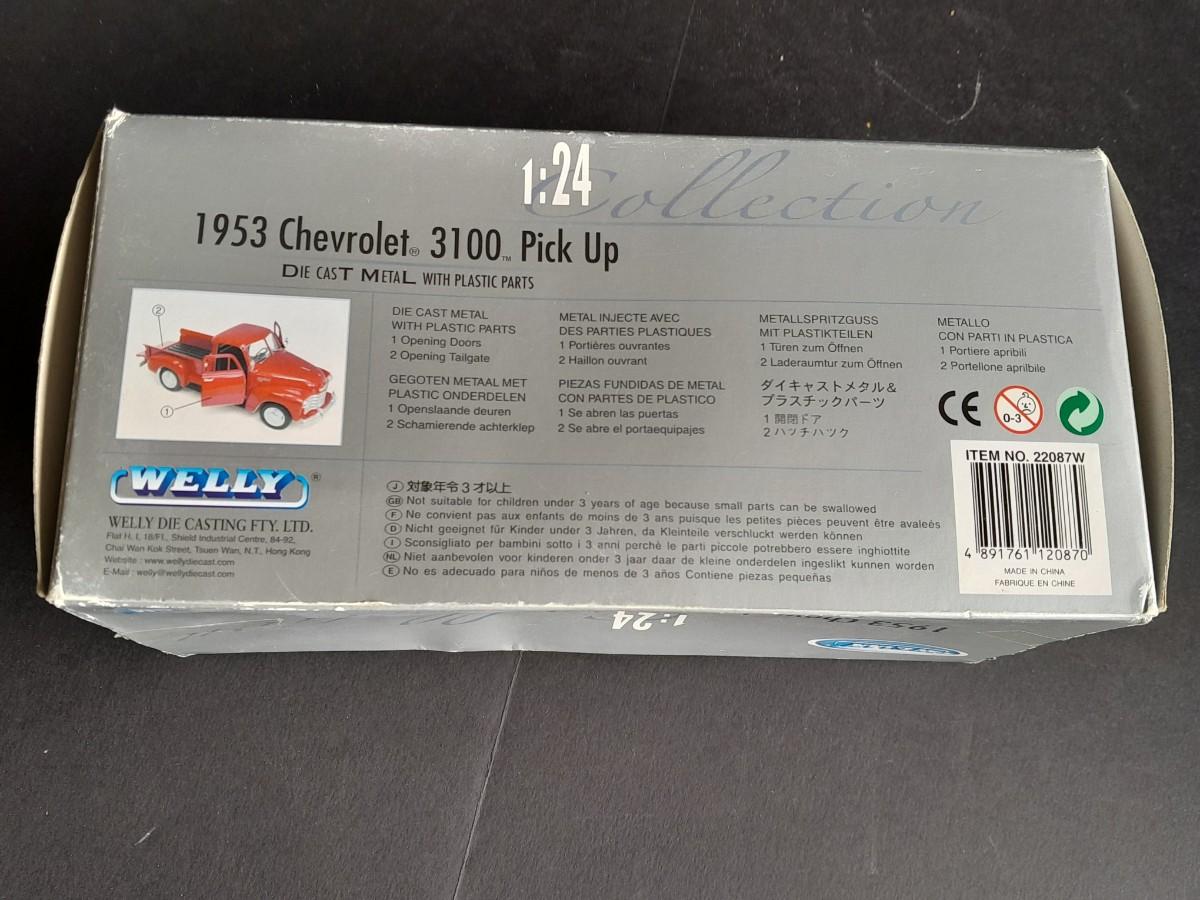 1:24
Collection
1953 Chevrolet® 3100™ Pick Up
DIE CAST METAL WITH PLASTIC PARTS
2
1
DIE CAST METAL
WITH PLASTIC PARTS
1 Opening Doors
2 Opening Tailgate
METAL INJECTE AVEC
DES PARTIES PLASTIQUES
1 Portières ouvrantes
2 Haillon ouvrant
METALLSPRITZGUSS
MIT PLASTIKTEILEN
1 Türen zum Öffnen
2 Laderaumtur zum Öffnen
METALLO
CON PARTI IN PLASTICA
1 Portiere apribili
2 Portellone aprilbile
GEGOTEN METAAL MET
PLASTIC ONDERDELEN
1 Openslaande deuren
2 Schamierende achterklep
PIEZAS FUNDIDAS DE METAL
CON PARTES DE PLASTICO
1 Se abren las puertas
2 Se abre el portaequipajes
ダイキャストメタル&
プラスチックパーツ
1 開閉ドア
2 ハッチハツク
CE
0-3
WELLY®
WELLY DIE CASTING FTY. LTD.
Flat H, I, 18/Fl., Shield Industrial Centre, 84-92,
Chai Wan Kok Street, Tsuen Wan, N.T., Hong Kong
Website : www.wellydiecast.com
E-Mail : welly@wellydiecast.com
J 対象年令3才以上
GB Not suitable for children under 3 years of age because small parts can be swallowed
F Ne convient pas aux enfants de moins de 3 ans puisque les petites pièces peuvent être avaleès
D Nicht geeignet für Kinder under 3 Jahren, da Kleinteile verschluckt werden können
I Sconsigliato per bambini sotto i 3 anni perchè le parti piccole potrebbero essere inghiottite
NL Niet aanbevolen voor kinderen onder 3 jaar daar de kleine onderdelen ingeslikt kunnen worden
E No es adecuado para niños de menos de 3 años Contiene piezas pequeñas
ITEM NO. 22087W
4 891761 120870
MADE IN CHINA
FABRIQUE EN CHINE
1:24
1953
WELLY